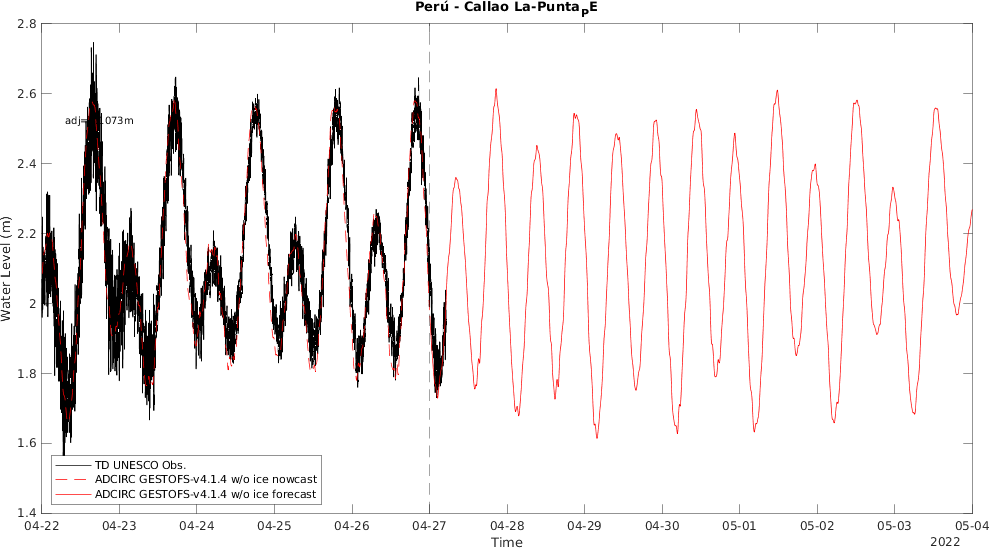 Perú - Callao La-PuntaPE
Water Level (m)
2.8
2.6
2.4
2.2
2
1.8
1.6
1.4
1073m
TD UNESCO Obs.
ADCIRC GESTOFS-v4.1.4 w/o ice nowcast
ADCIRC GESTOFS-v4.1.4 w/o ice forecast
04-22 04-23 04-24 04-25 04-26 04-27 04-28 04-29 04-30 05-01 05-02 05-03 05-04
Time
2022